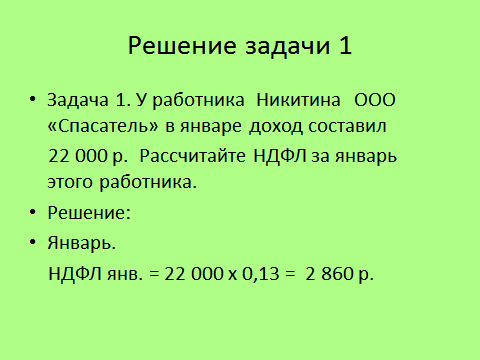 Решение задачи 1
• Задача 1. У работника Никитина ООО
«Спасатель» в январе доход составил
22 000 р. Рассчитайте НДФЛ за январь
этого работника.
• Решение:
• Январь.
НДФЛ янв. = 22 000 х 0,13 = 2 860 р.